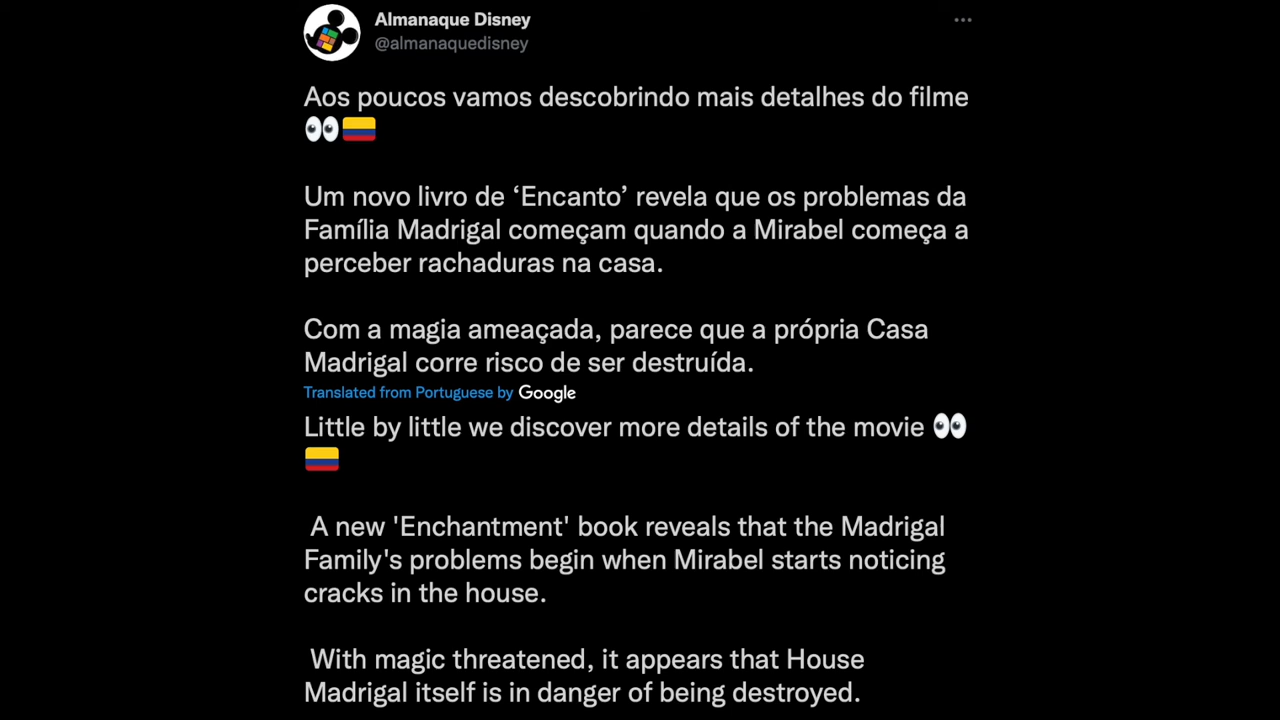 Almanaque Disney
@almanaquedisney
Aos poucos vamos descobrindo mais detalhes do filme
👀🇨🇴
Um novo livro de ‘Encanto’ revela que os problemas da
Família Madrigal começam quando a Mirabel começa a
perceber rachaduras na casa.
Com a magia ameaçada, parece que a própria Casa
Madrigal corre risco de ser destruída.
Translated from Portuguese by Google
Little by little we discover more details of the movie 👀
🇨🇴
A new 'Enchantment' book reveals that the Madrigal
Family's problems begin when Mirabel starts noticing
cracks in the house.
With magic threatened, it appears that House
Madrigal itself is in danger of being destroyed.